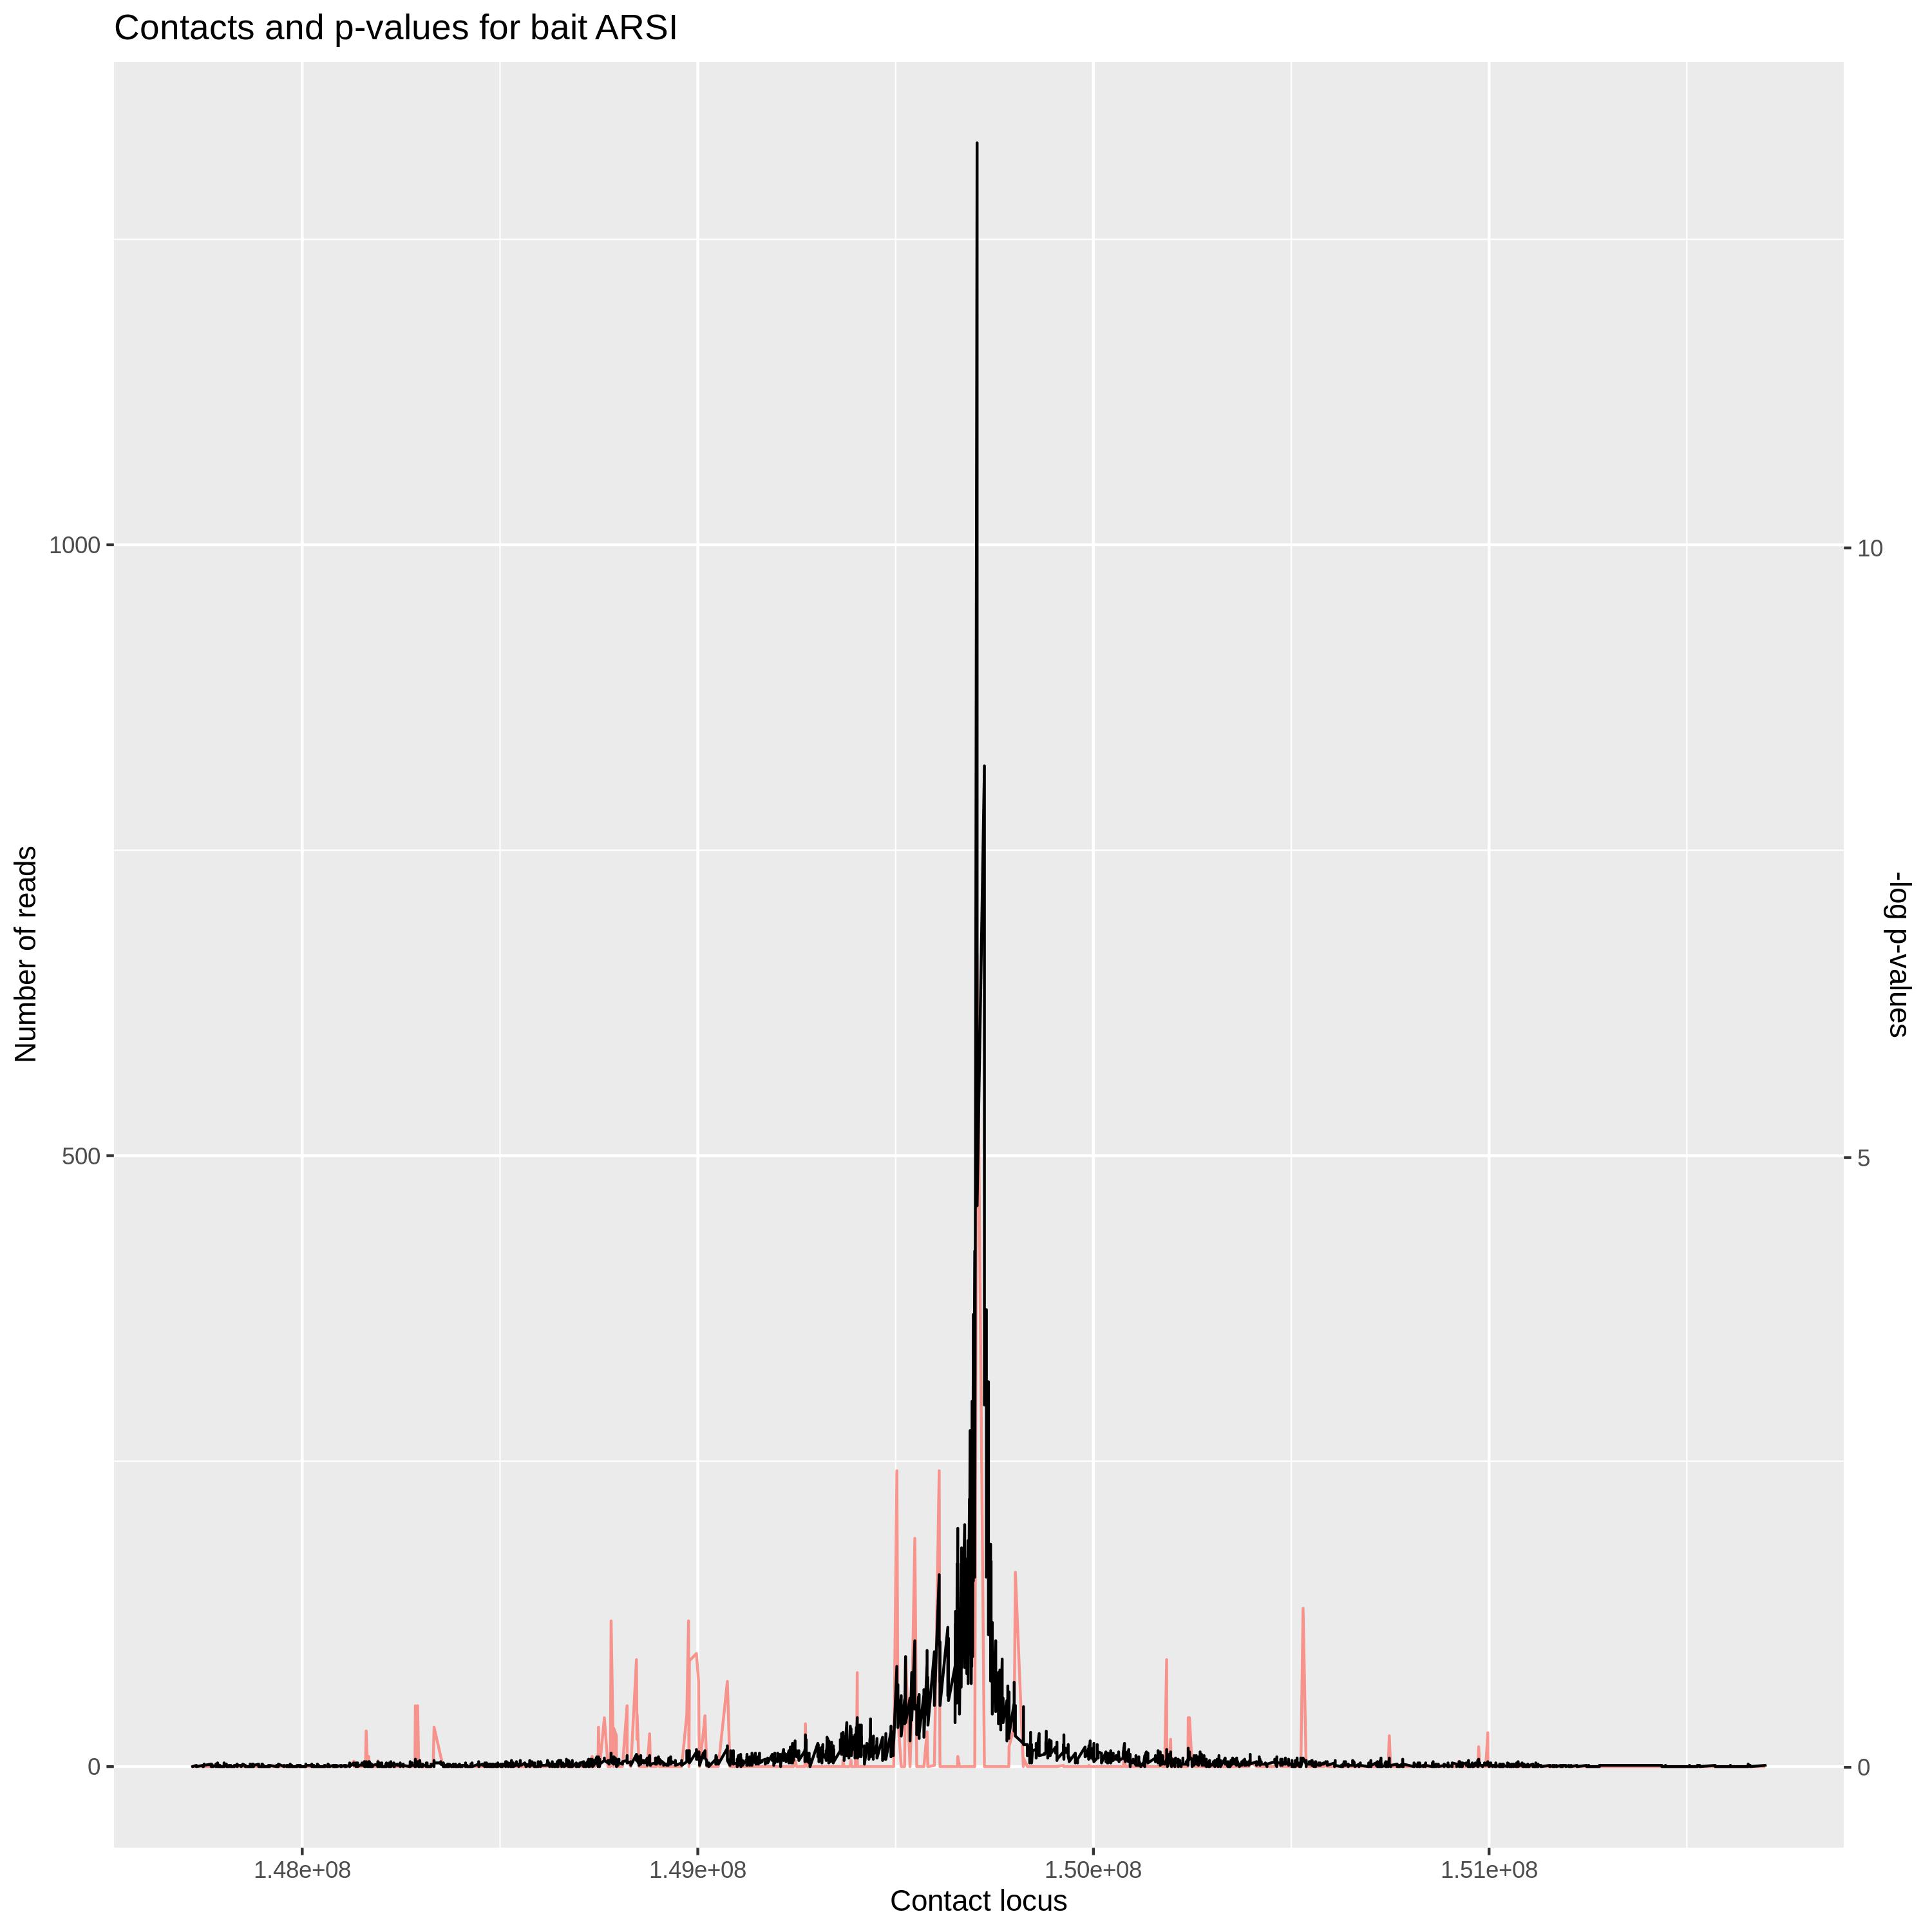 Contacts and p-values for bait ARSI
Number of reads
1000
500
0
10
5
0
-log p-values
1.48e+08
1.49e+08
1.50e+08
1.51e+08
Contact locus